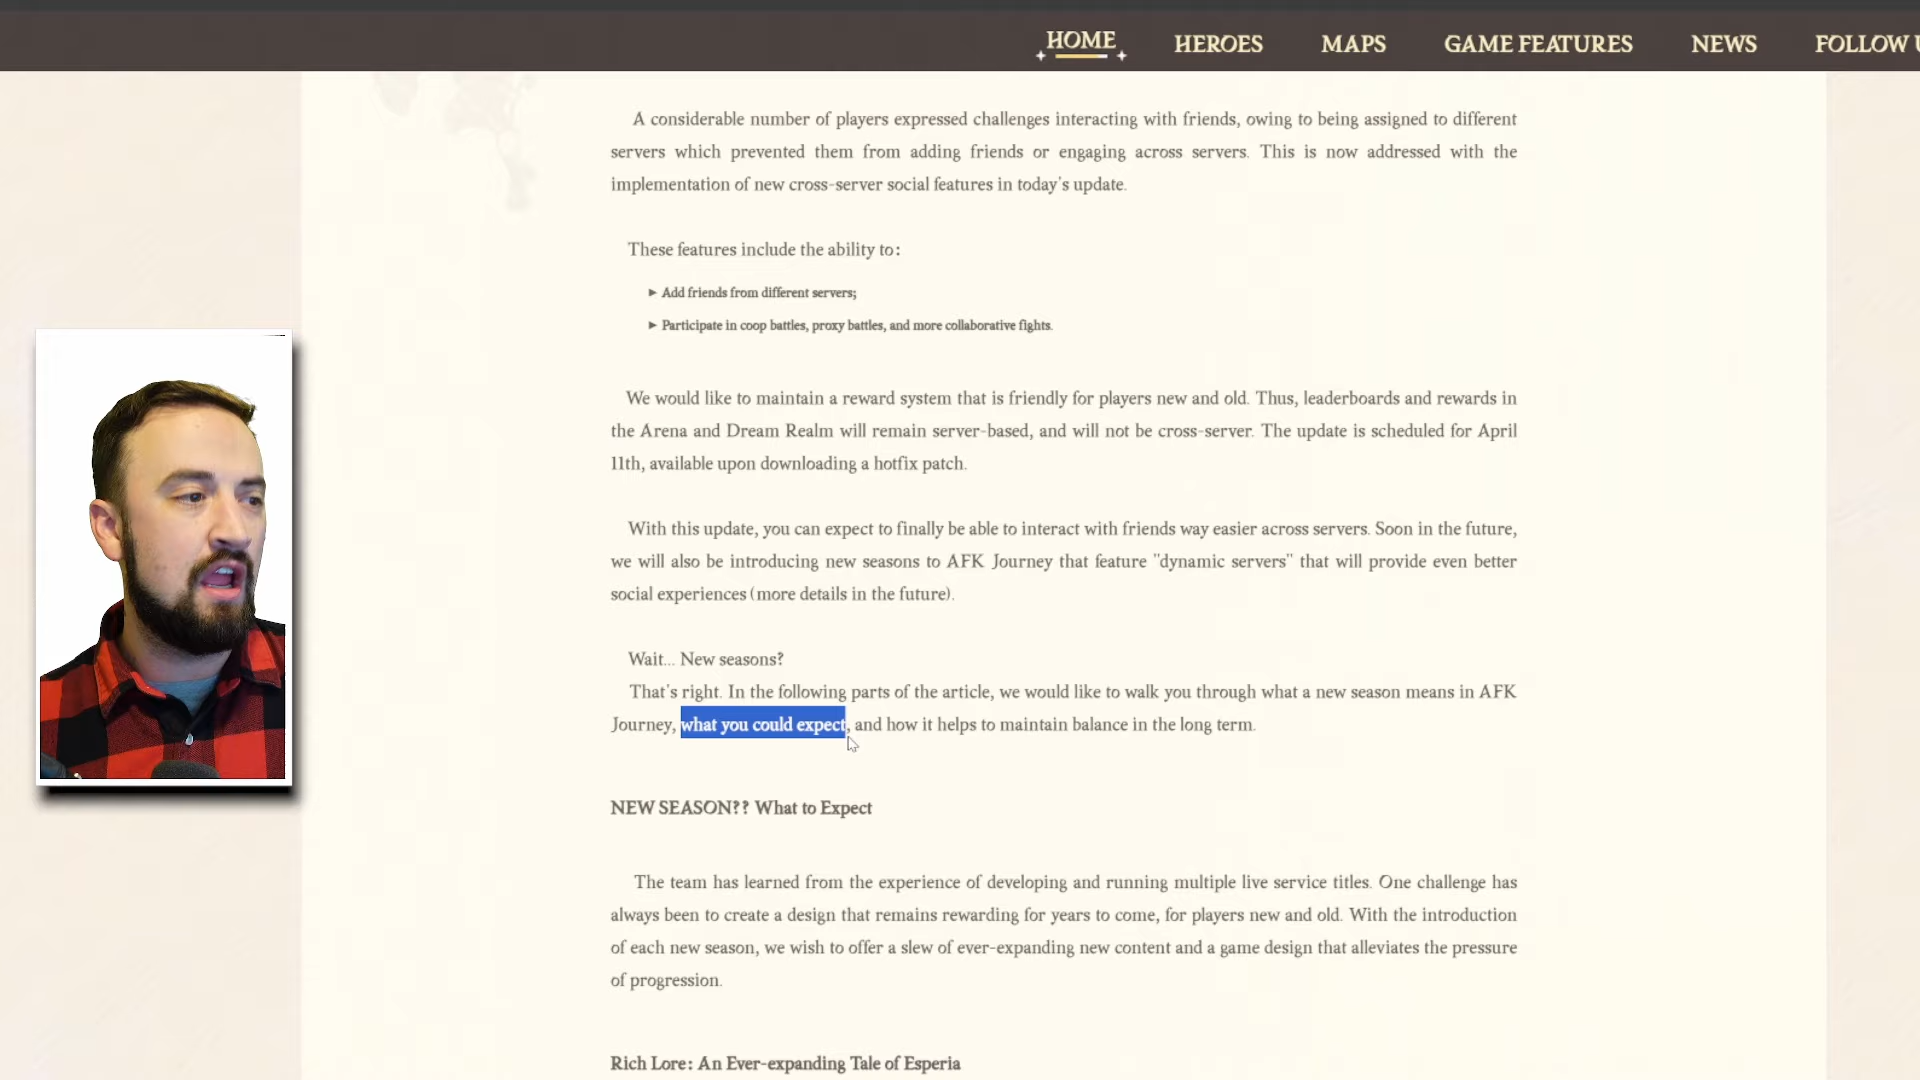 HOME HEROES MAPS GAME FEATURES NEWS FOLLOW U
A considerable number of players expressed challenges interacting with friends, owing to being assigned to different
servers which prevented them from adding friends or engaging across servers. This is now addressed with the
implementation of new cross-server social features in today's update.
These features include the ability to:
► Add friends from different servers;
► Participate in coop battles, proxy battles, and more collaborative fights.
We would like to maintain a reward system that is friendly for players new and old. Thus, leaderboards and rewards in
the Arena and Dream Realm will remain server-based, and will not be cross-server. The update is scheduled for April
11th, available upon downloading a hotfix patch.
With this update, you can expect to finally be able to interact with friends way easier across servers. Soon in the future,
we will also be introducing new seasons to AFK Journey that feature "dynamic servers" that will provide even better
social experiences (more details in the future).
Wait... New seasons?
That's right. In the following parts of the article, we would like to walk you through what a new season means in AFK
Journey, what you could expect, and how it helps to maintain balance in the long term.
NEW SEASON?? What to Expect
The team has learned from the experience of developing and running multiple live service titles. One challenge has
always been to create a design that remains rewarding for years to come, for players new and old. With the introduction
of each new season, we wish to offer a slew of ever-expanding new content and a game design that alleviates the pressure
of progression.
Rich Lore: An Ever-expanding Tale of Esperia